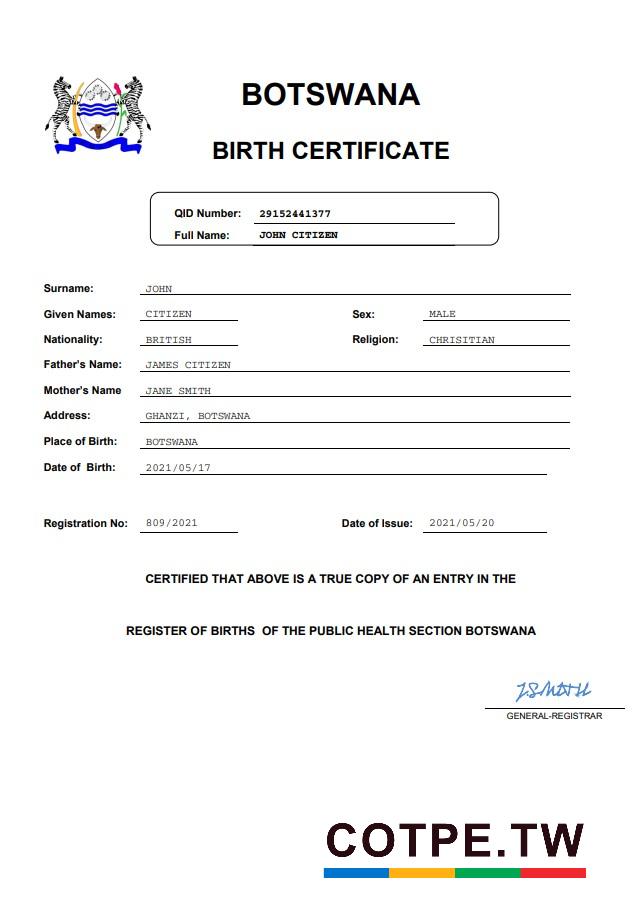 BOTSWANA
BIRTH CERTIFICATE
QID Number: 29152441377
Full Name: JOHN CITIZEN
Surname: JOHN
Given Names: CITIZEN Sex: MALE
Nationality: BRITISH Religion: CHRISITIAN
Father's Name: JAMES CITIZEN
Mother's Name JANE SMITH
Address: GHANZI, BOTSWANA
Place of Birth: BOTSWANA
Date of Birth: 2021/05/17
Registration No: 809/2021 Date of Issue: 2021/05/20
CERTIFIED THAT ABOVE IS A TRUE COPY OF AN ENTRY IN THE
REGISTER OF BIRTHS OF THE PUBLIC HEALTH SECTION BOTSWANA
J.SMITH
GENERAL-REGISTRAR
COTPE.TW